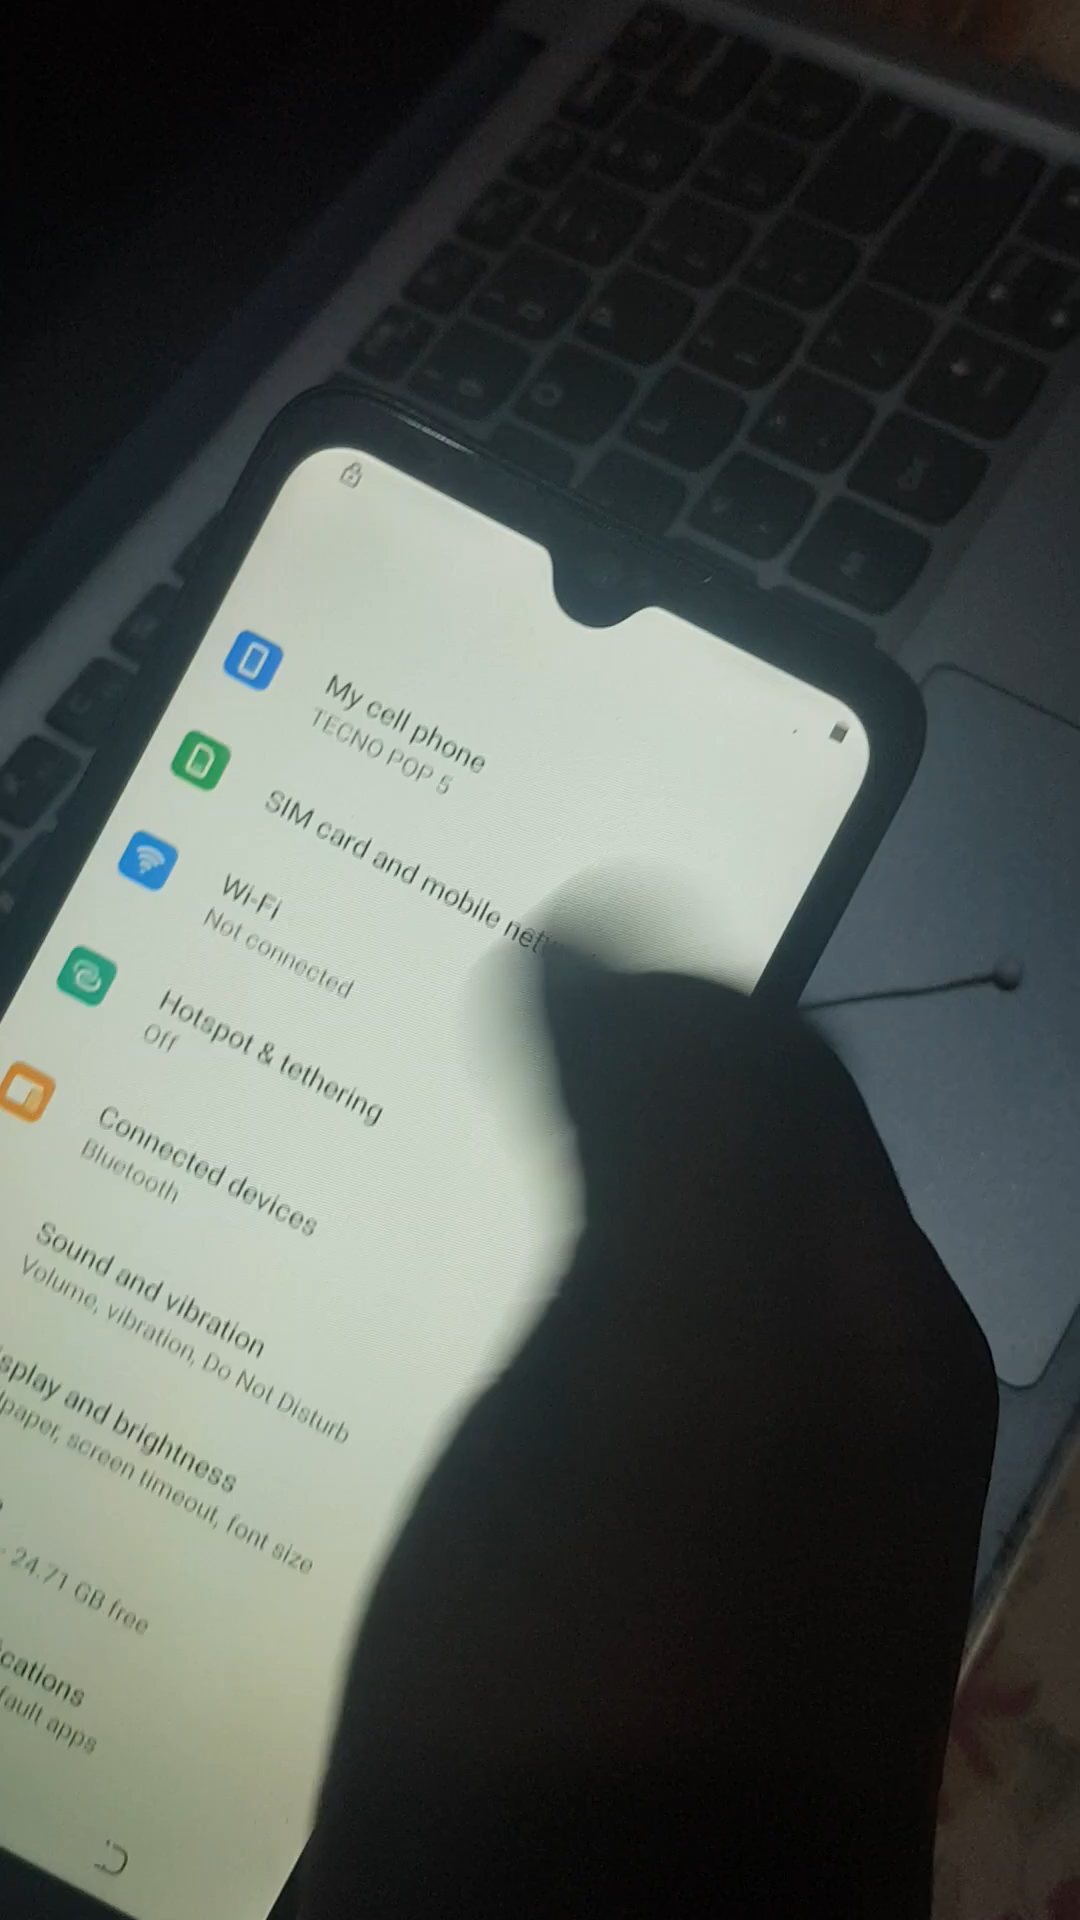 My cell phone
TECNO POP 5
SIM card and mobile
Wi-Fi
Not connected
Hotspot & tethering
Off
Connected devices
Bluetooth
Sound and vibration
Volume, vibration, Do Not Disturb
splay and brightness
lpaper, screen timeout, font size
- 24.71 GB free
cations
fault apps